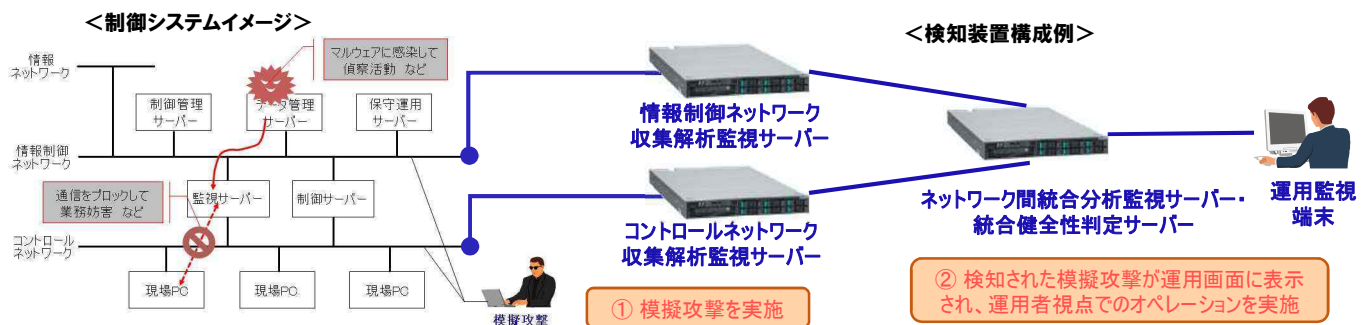 ＜制御システムイメージ＞
＜検知装置構成例＞
情報
ネットワーク
マルウェアに感染して
偵察活動 など
制御管理
サーバー
データ管理
サーバー
保守運用
サーバー
情報制御
ネットワーク
通信をブロックして
業務妨害 など
監視サーバー
制御サーバー
コントロール
ネットワーク
現場PC
現場PC
現場PC
模擬攻撃
情報制御ネットワーク
収集解析監視サーバー
コントロールネットワーク
収集解析監視サーバー
ネットワーク間統合分析監視サーバー・
統合健全性判定サーバー
運用監視
端末
① 模擬攻撃を実施
② 検知された模擬攻撃が運用画面に表示
され、運用者視点でのオペレーションを実施